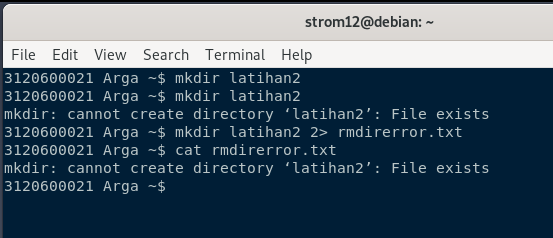 strom12@debian: ~
File Edit View Search Terminal Help
3120600021 Arga ~$ mkdir latihan2
3120600021 Arga ~$ mkdir latihan2
mkdir: cannot create directory ‘latihan2’: File exists
3120600021 Arga ~$ mkdir latihan2 2> rmdirerror.txt
3120600021 Arga ~$ cat rmdirerror.txt
mkdir: cannot create directory ‘latihan2’: File exists
3120600021 Arga ~$